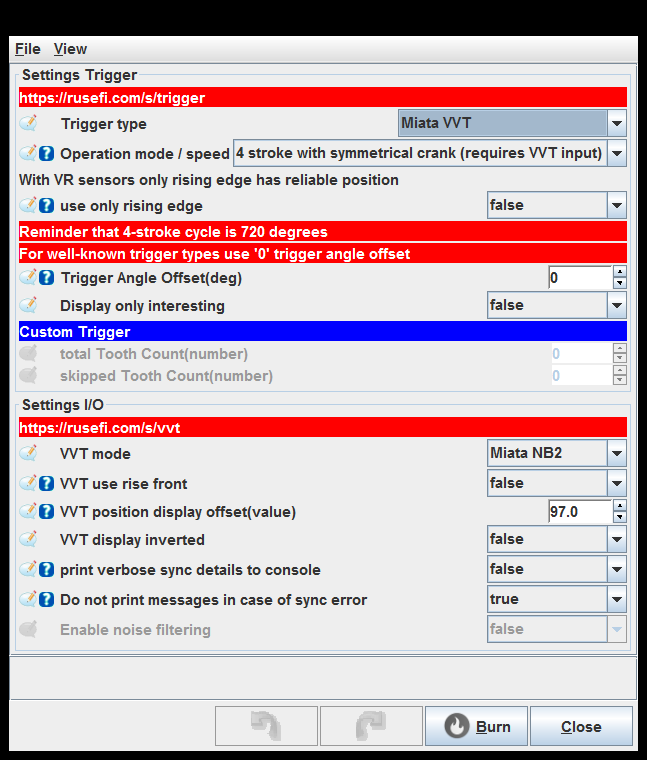 File View
Settings Trigger
https://rusefi.com/s/trigger
Trigger type Miata VVT
Operation mode / speed 4 stroke with symmetrical crank (requires VVT input)
With VR sensors only rising edge has reliable position
use only rising edge false
Reminder that 4-stroke cycle is 720 degrees
For well-known trigger types use '0' trigger angle offset
Trigger Angle Offset(deg) 0
Display only interesting false
Custom Trigger
total Tooth Count(number) 0
skipped Tooth Count(number) 0
Settings I/O
https://rusefi.com/s/vvt
VVT mode Miata NB2
VVT use rise front false
VVT position display offset(value) 97.0
VVT display inverted false
print verbose sync details to console false
Do not print messages in case of sync error true
Enable noise filtering false
Burn Close